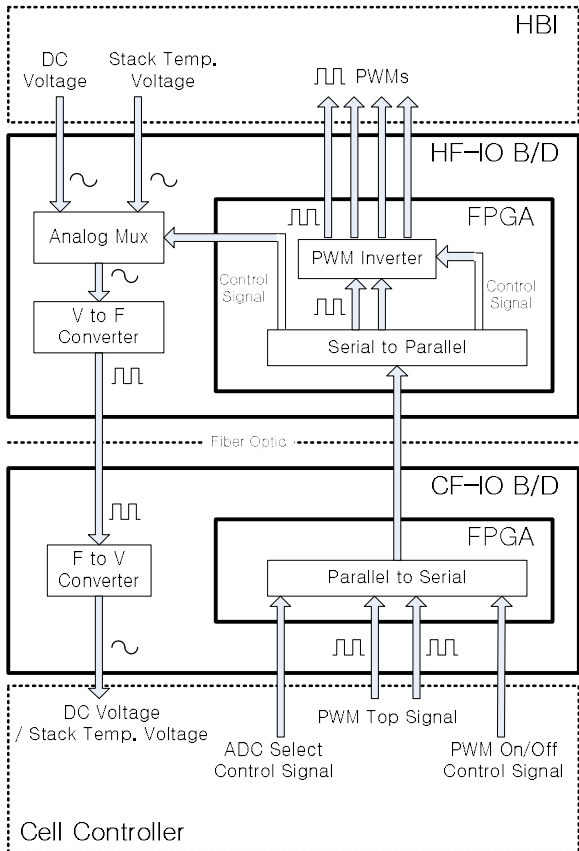 HBI
DC
Voltage
Stack Temp.
Voltage
PWMs
HF-IO B/D
FPGA
Analog Mux
PWM Inverter
Control
Signal
Control
Signal
V to F
Converter
Serial to Parallel
Fiber Optic
CF-IO B/D
FPGA
F to V
Converter
Parallel to Serial
DC Voltage
/ Stack Temp. Voltage
PWM Top Signal
ADC Select
Control Signal
PWM On/Off
Control Signal
Cell Controller